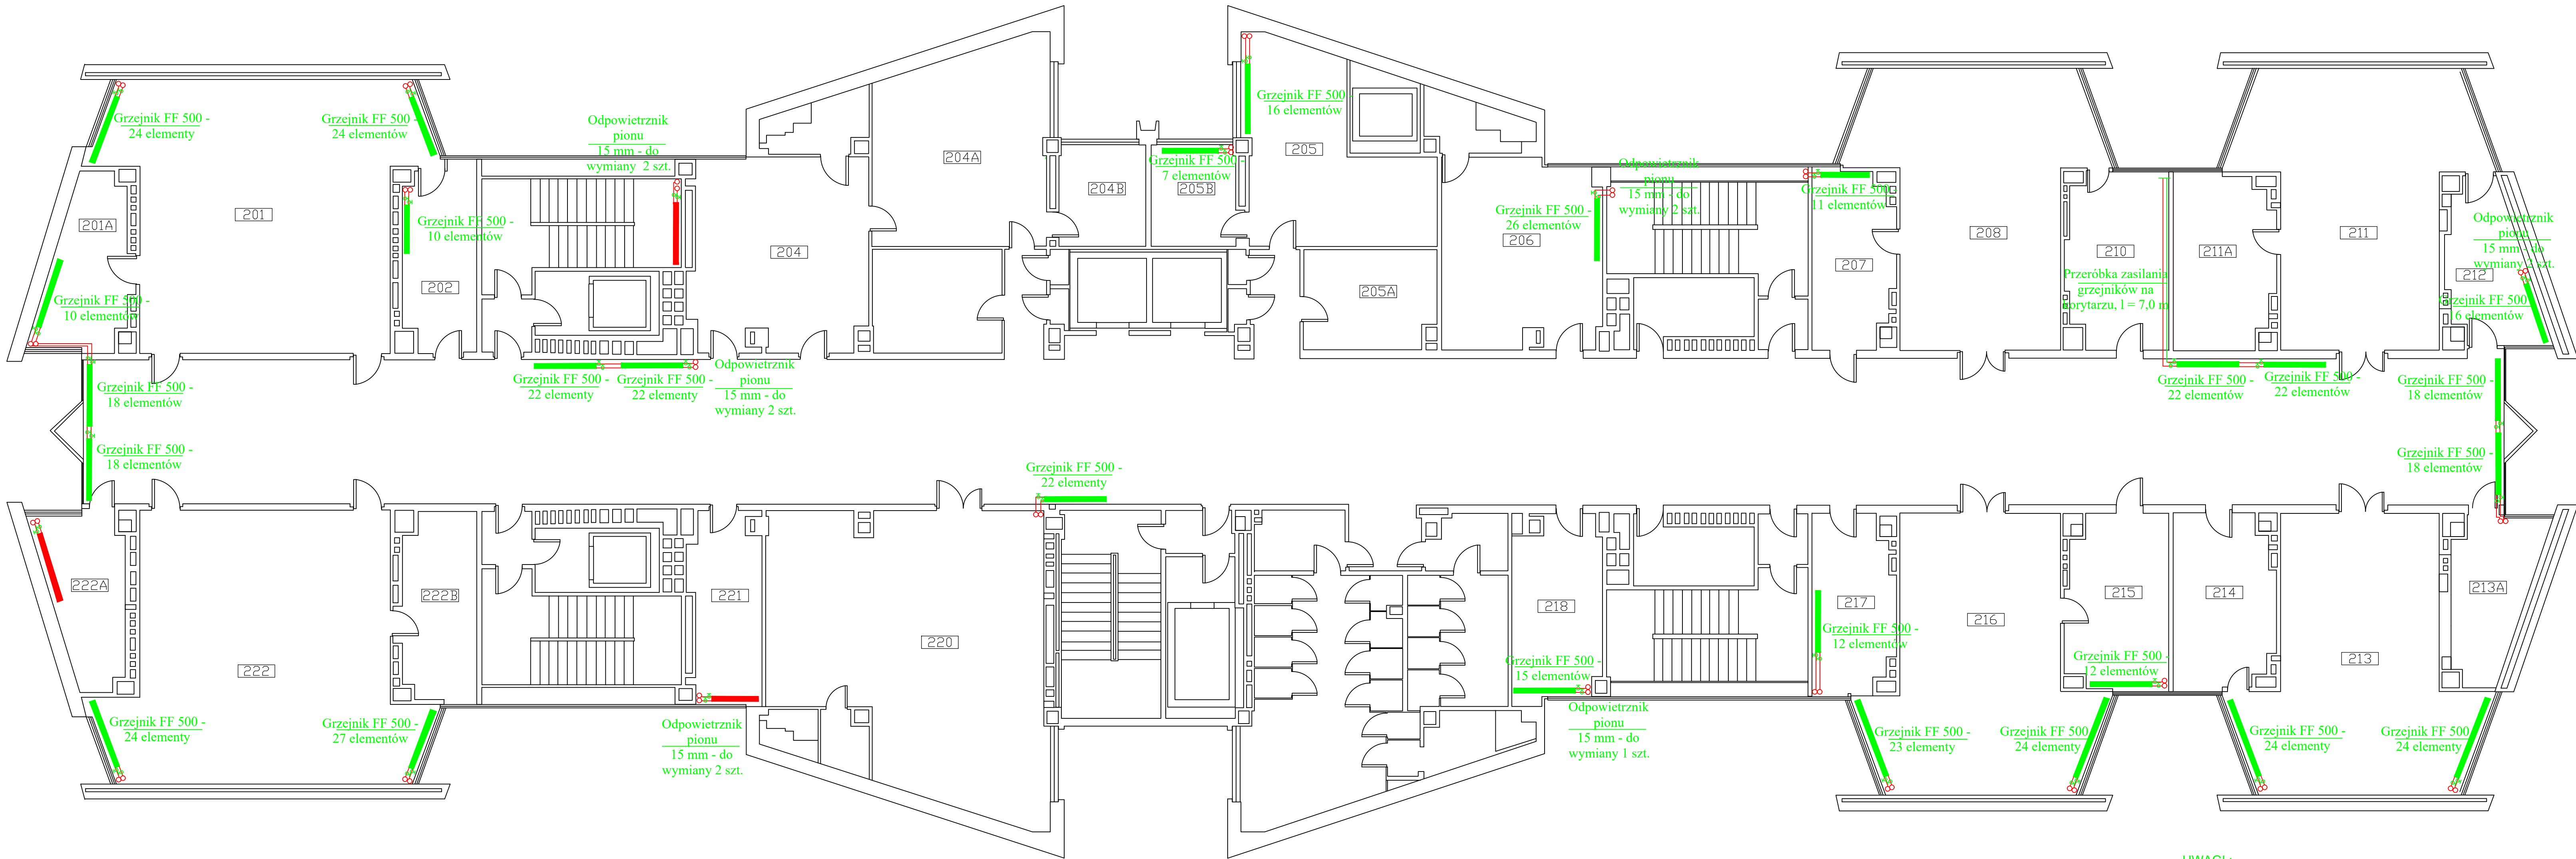 Grzejnik FF 500 -
24 elementy
Grzejnik FF 500 -
24 elementów
Odpowietrznik
pionu
15 mm - do
wymiany 2 szt.
204A
204B
Grzejnik FF 500 -
7 elementów
205B
Grzejnik FF 500 -
16 elementów
205
Odpowietrznik
pionu
15 mm - do
wymiany 2 szt.
Grzejnik FF 500 -
26 elementów
206
Grzejnik FF 500 -
11 elementów
201A
201
Grzejnik FF 500 -
10 elementów
202
204
205A
207
208
210
211A
211
Odpowietrznik
pionu
15 mm - do
wymiany 2 szt.
212
Grzejnik FF 500 -
10 elementów
Przeróbka zasilania
grzejników na
korytarzu, l = 7,0 m
Grzejnik FF 500 -
6 elementów
Grzejnik FF 500 -
18 elementów
Grzejnik FF 500 -
22 elementy
Grzejnik FF 500 -
22 elementy
Odpowietrznik
pionu
15 mm - do
wymiany 2 szt.
Grzejnik FF 500 -
22 elementów
Grzejnik FF 500 -
22 elementów
Grzejnik FF 500 -
18 elementów
Grzejnik FF 500 -
18 elementów
Grzejnik FF 500 -
22 elementy
Grzejnik FF 500 -
18 elementów
222A
222B
221
220
222
218
217
Grzejnik FF 500 -
12 elementów
216
215
214
213A
213
Grzejnik FF 500 -
15 elementów
Grzejnik FF 500 -
12 elementów
Grzejnik FF 500 -
24 elementy
Grzejnik FF 500 -
27 elementów
Odpowietrznik
pionu
15 mm - do
wymiany 2 szt.
Odpowietrznik
pionu
15 mm - do
wymiany 1 szt.
Grzejnik FF 500 -
23 elementy
Grzejnik FF 500 -
24 elementy
Grzejnik FF 500 -
24 elementy
Grzejnik FF 500 -
24 elementy